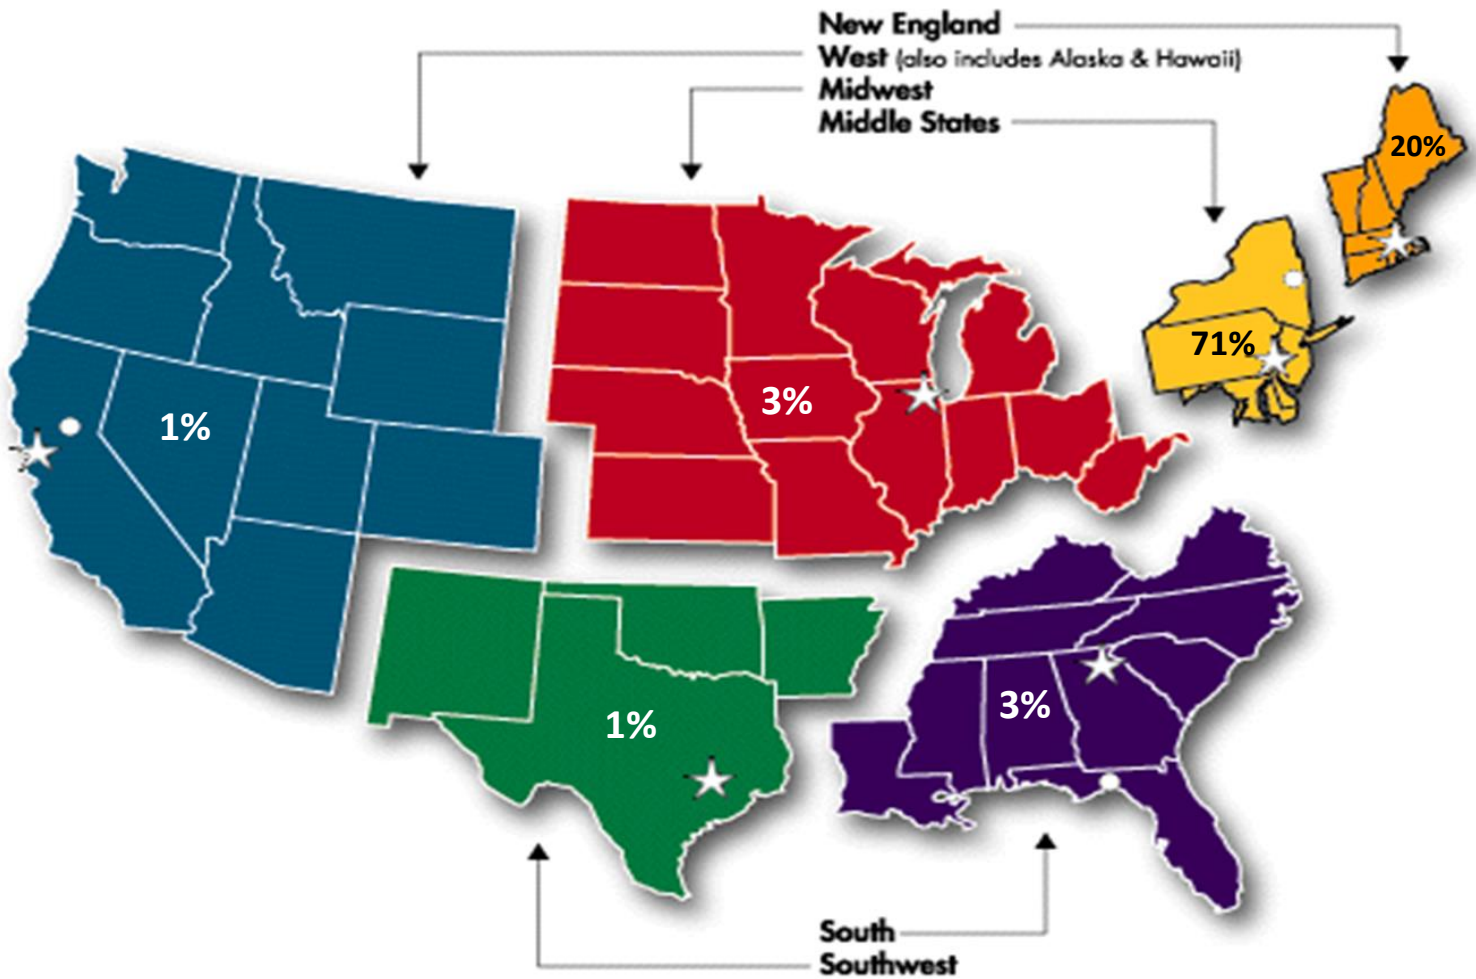 New England
West (also includes Alaska & Hawaii)
Midwest
Middle States
20%
71%
1%
3%
1%
3%
South
Southwest